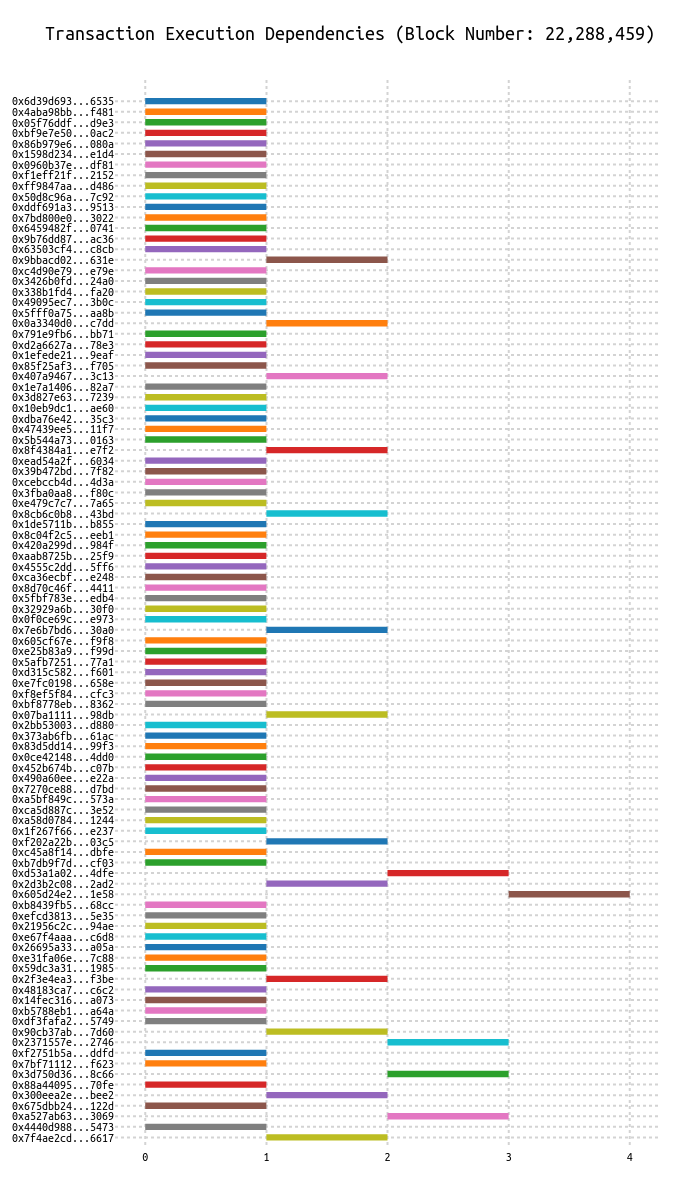 Transaction Execution Dependencies (Block Number: 22,288,459)
0x6d39d693...6535
0x4aba98bb...f481
0x05f76ddf...d9e3
0xbf9e7e50...0ac2
0x86b979e6...080a
0x1598d234...e1d4
0x0960b37e...df81
0xf1eff21f...2152
0xff9847aa...d486
0x50d8c96a...7c92
0xddf691a3...9513
0x7bd800e0...3022
0x6459482f...0741
0x9b76dd87...ac36
0x63503cf4...c8cb
0x9bbacd02...631e
0xc4d90e79...e79e
0x3426b0fd...24a0
0x338b1fd4...fa20
0x49095ec7...3b0c
0x5fff0a75...aa8b
0x0a3340d0...c7dd
0x791e9fb6...bb71
0xd2a6627a...78e3
0x1efede21...9eaf
0x85f25af3...f705
0x407a9467...3c13
0x1e7a1406...82a7
0x3d827e63...7239
0x10eb9dc1...ae60
0xdba76e42...35c3
0x47439ee5...11f7
0x5b544a73...0163
0x8f4384a1...e7f2
0xead54a2f...6034
0x39b472bd...7f82
0xcebccb4d...4d3a
0x3fba0aa8...f80c
0xe479c7c7...7a65
0x8cb6c0b8...43bd
0x1de5711b...b855
0x8c04f2c5...eeb1
0x420a299d...984f
0xaab8725b...25f9
0x4555c2dd...5ff6
0xca36ecbf...e248
0x8d70c46f...4411
0x5fbf783e...edb4
0x32929a6b...30f0
0x0f0ce69c...e973
0x7e6b7bd6...30a0
0x605cf67e...f9f8
0xe25b83a9...f99d
0x5afb7251...77a1
0xd315c582...f601
0xe7fc0198...658e
0xf8ef5f84...cfc3
0xbf8778eb...8362
0x07ba1111...98db
0x2bb53003...d880
0x373ab6fb...61ac
0x83d5dd14...99f3
0x0ce42148...4dd0
0x452b674b...c07b
0x490a60ee...e22a
0x7270ce88...d7bd
0xa5bf849c...573a
0xca5d887c...3e52
0xa58d0784...1244
0x1f267f66...e237
0xf202a22b...03c5
0xc45a8f14...dbfe
0xb7db9f7d...cf03
0xd53a1a02...4dfe
0x2d3b2c08...2ad2
0x605d24e2...1e58
0xb8439fb5...68cc
0xefcd3813...5e35
0x21956c2c...94ae
0xe67f4aaa...c6d8
0x26695a33...a05a
0xe31fa06e...7c88
0x59dc3a31...1985
0x2f3e4ea3...f3be
0x48183ca7...c6c2
0x14fec316...a073
0xb5788eb1...a64a
0xdf3fafa2...5749
0x90cb37ab...7d60
0x2371557e...2746
0xf2751b5a...ddfd
0x7bf71112...f623
0x3d750d36...8c66
0x88a44095...70fe
0x300eea2e...bee2
0x675dbb24...122d
0xa527ab63...3069
0x4440d988...5473
0x7f4ae2cd...6617
0 1 2 3 4